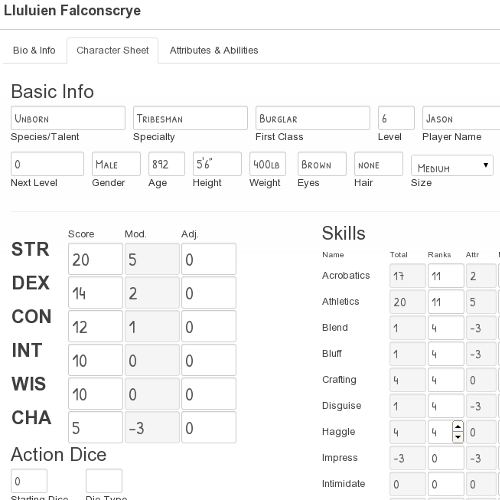 Lluluien Falconscrye
Bio & Info Character Sheet Attributes & Abilities
Basic Info
Unborn Tribesman Burglar 6 Jason
Species/Talent Specialty First Class Level Player Name
0 Male 892 5'6" 400lb Brown none Medium
Next Level Gender Age Height Weight Eyes Hair Size
Score Mod. Adj.
STR 20 5 0
DEX 14 2 0
CON 12 1 0
INT 10 0 0
WIS 10 0 0
CHA 5 -3 0
Action Dice
0
Starting Dice Die Type
Skills
Name Total Ranks Attr
Acrobatics 17 11 2
Athletics 20 11 5
Blend 1 4 -3
Bluff 1 4 -3
Crafting 4 4 0
Disguise 1 4 -3
Haggle 4 4 0
Impress -3 0 -3
Intimidate 0 0 0